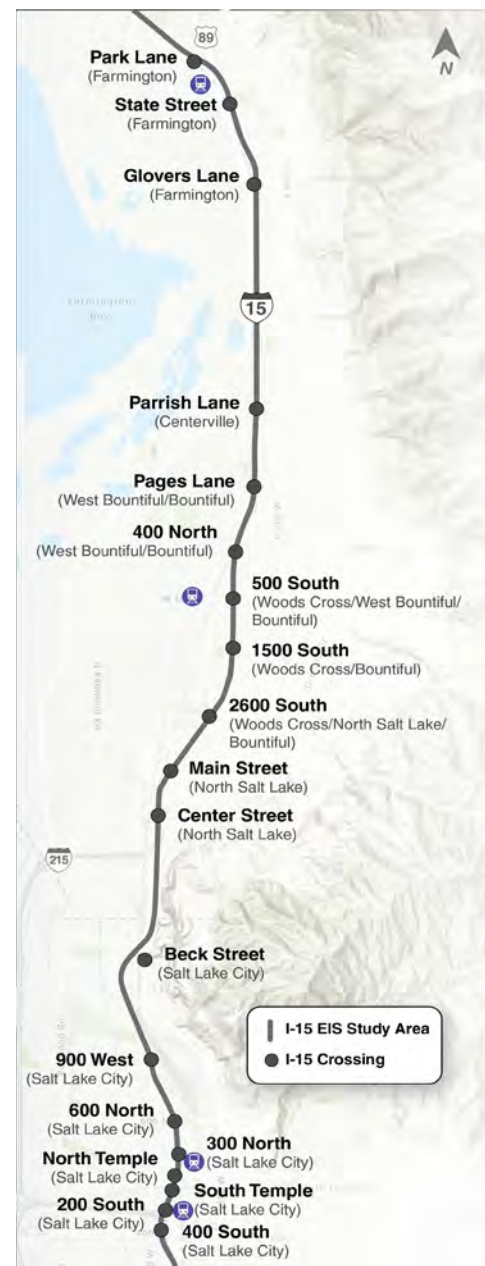 89
Park Lane
(Farmington)
N
State Street
(Farmington)
Glovers Lane
(Farmington)
15
Parrish Lane
(Centerville)
Pages Lane
(West Bountiful/Bountiful)
400 North
(West Bountiful/Bountiful)
500 South
(Woods Cross/West Bountiful/
Bountiful)
1500 South
(Woods Cross/Bountiful)
2600 South
(Woods Cross/North Salt Lake/
Bountiful)
Main Street
(North Salt Lake)
Center Street
(North Salt Lake)
215
Beck Street
(Salt Lake City)
I-15 EIS Study Area
I-15 Crossing
900 West
(Salt Lake City)
600 North
(Salt Lake City)
300 North
(Salt Lake City)
North Temple
(Salt Lake City)
South Temple
(Salt Lake City)
200 South
(Salt Lake City)
400 South
(Salt Lake City)